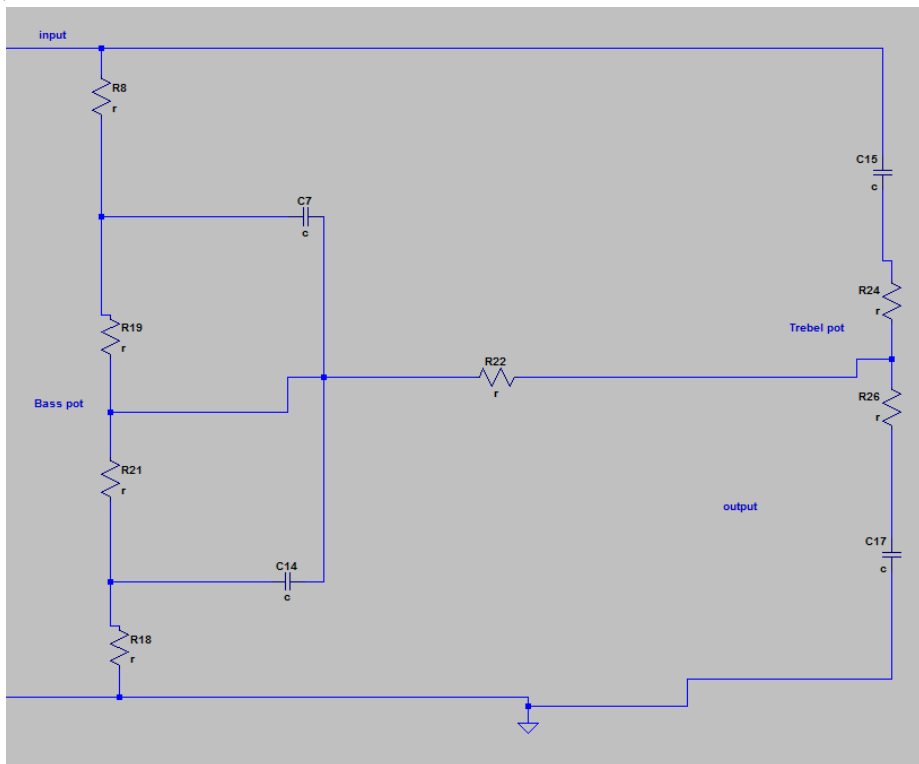 input
R8
r
C15
c
C7
c
R24
r
R19
r
Trebel pot
R22
r
Bass pot
R26
r
R21
r
output
C17
c
C14
c
R18
r